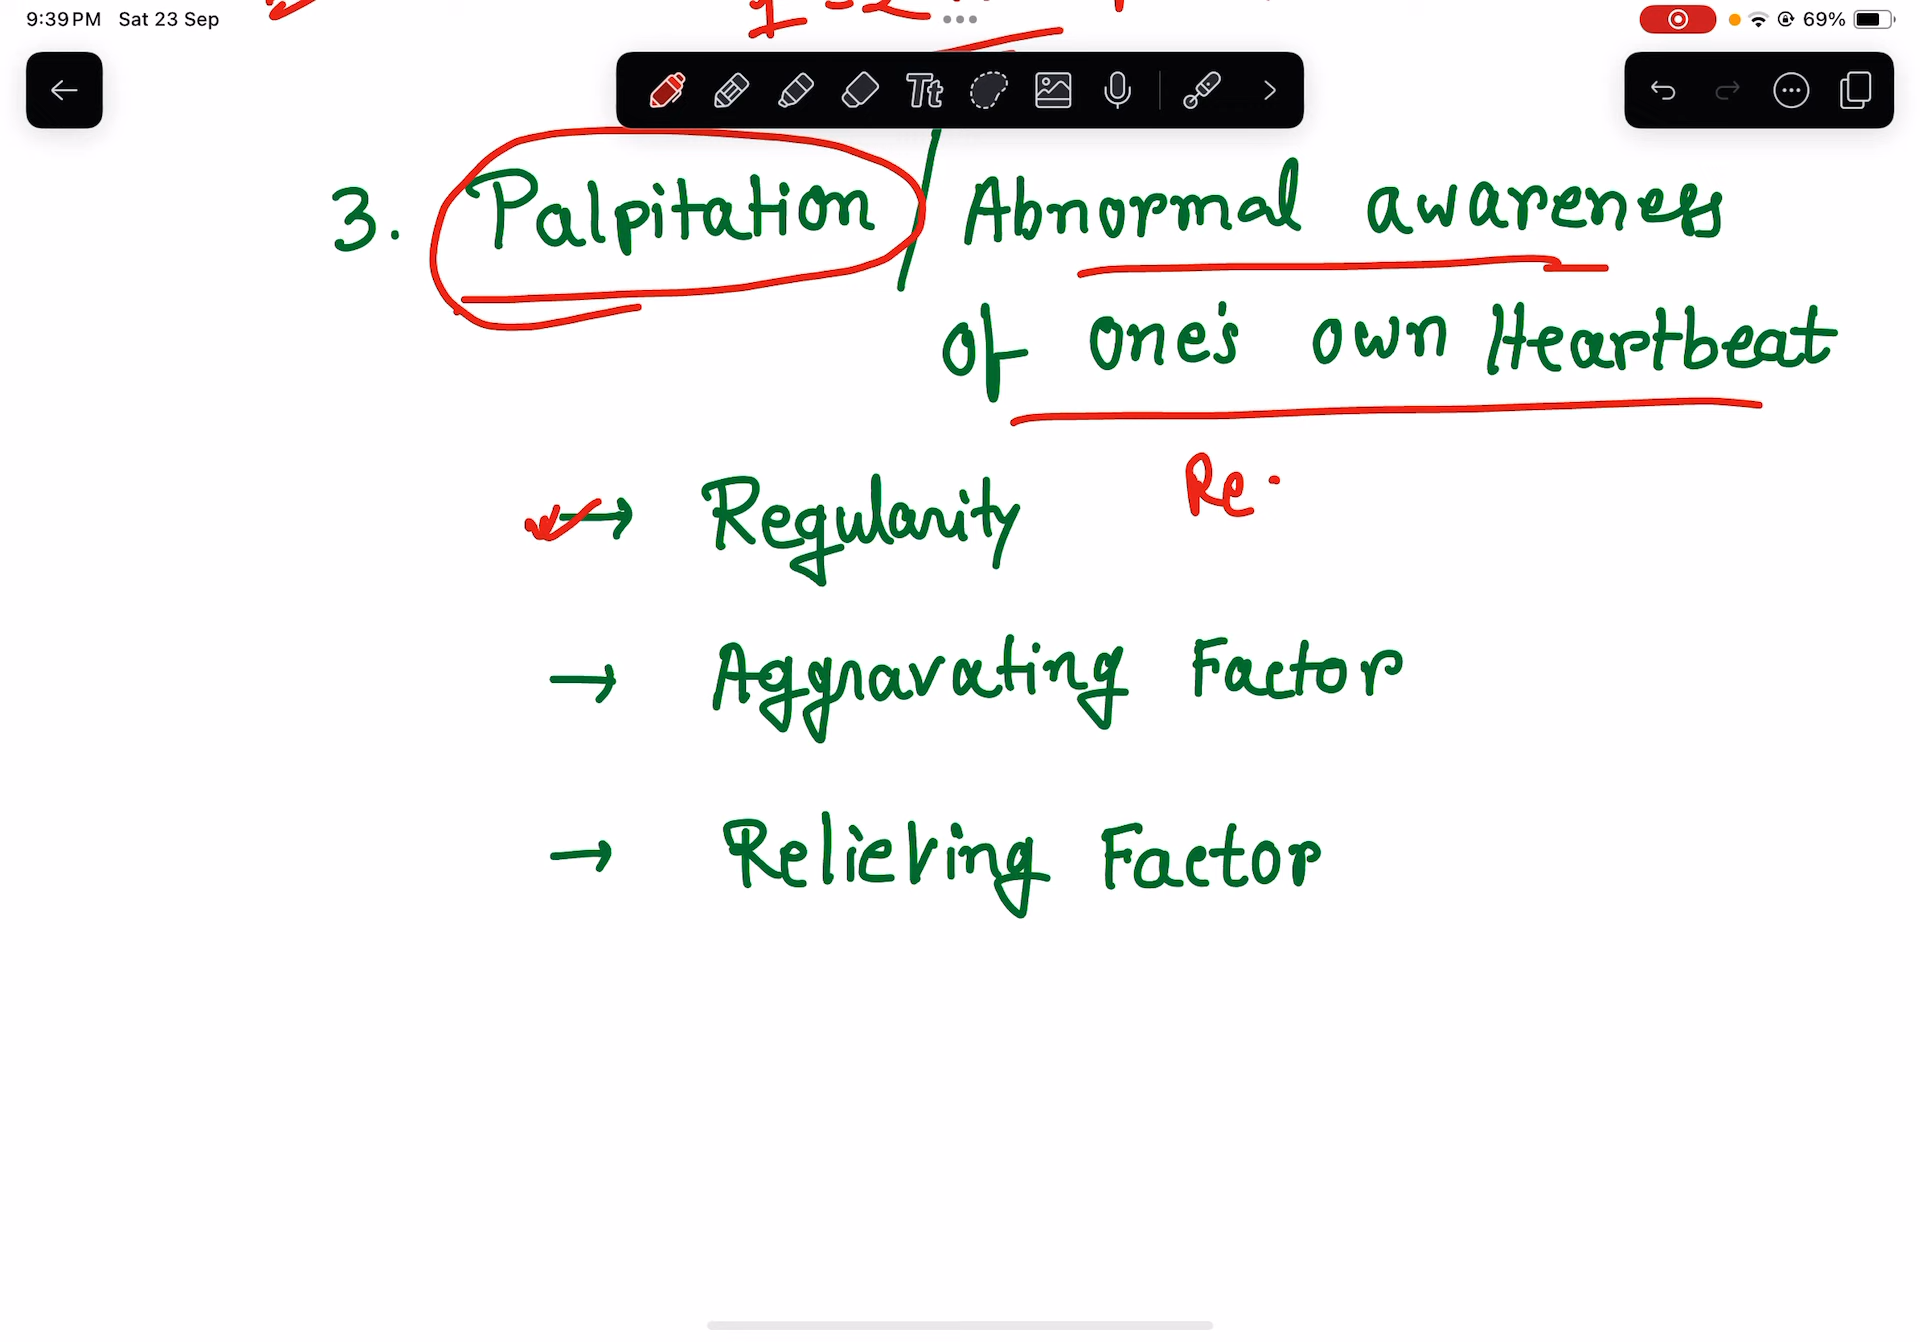 9:39 PM Sat 23 Sep
69%
Tt
3. Palpitation / Abnormal awareness
of one's own Heartbeat
→ Regularity Re.
→ Aggravating Factor
→ Relieving Factor